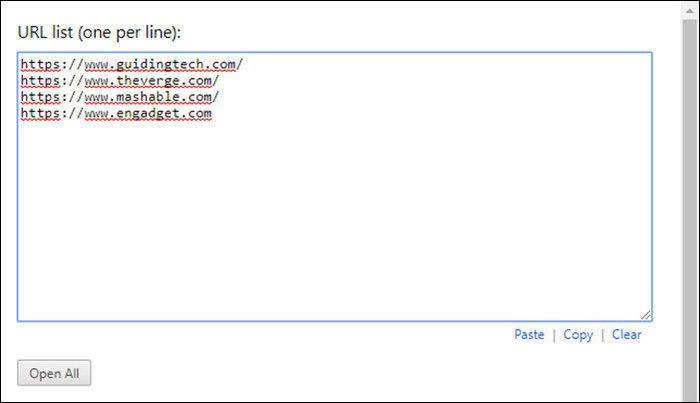 URL list (one per line):
https://www.guidingtech.com/
https://www.theverge.com/
https://www.mashable.com/
https://www.engadget.com
Paste | Copy | Clear
Open All